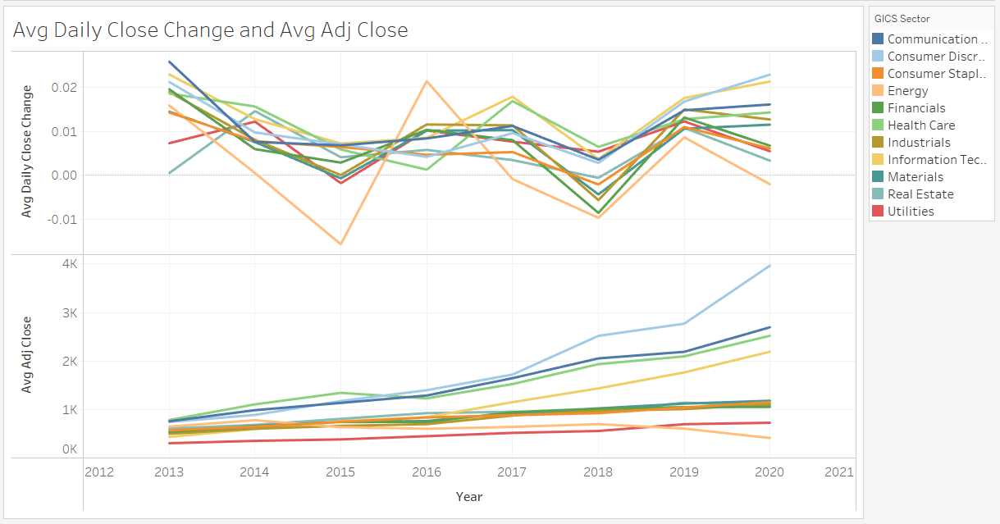 Avg Daily Close Change and Avg Adj Close
Avg Daily Close Change
0.02
0.01
0.00
-0.01
Avg Adj Close
4K
3K
2K
1K
0K
2012 2013 2014 2015 2016 2017 2018 2019 2020 2021
Year
GICS Sector
Communication ..
Consumer Discr..
Consumer Stapl..
Energy
Financials
Health Care
Industrials
Information Tec..
Materials
Real Estate
Utilities